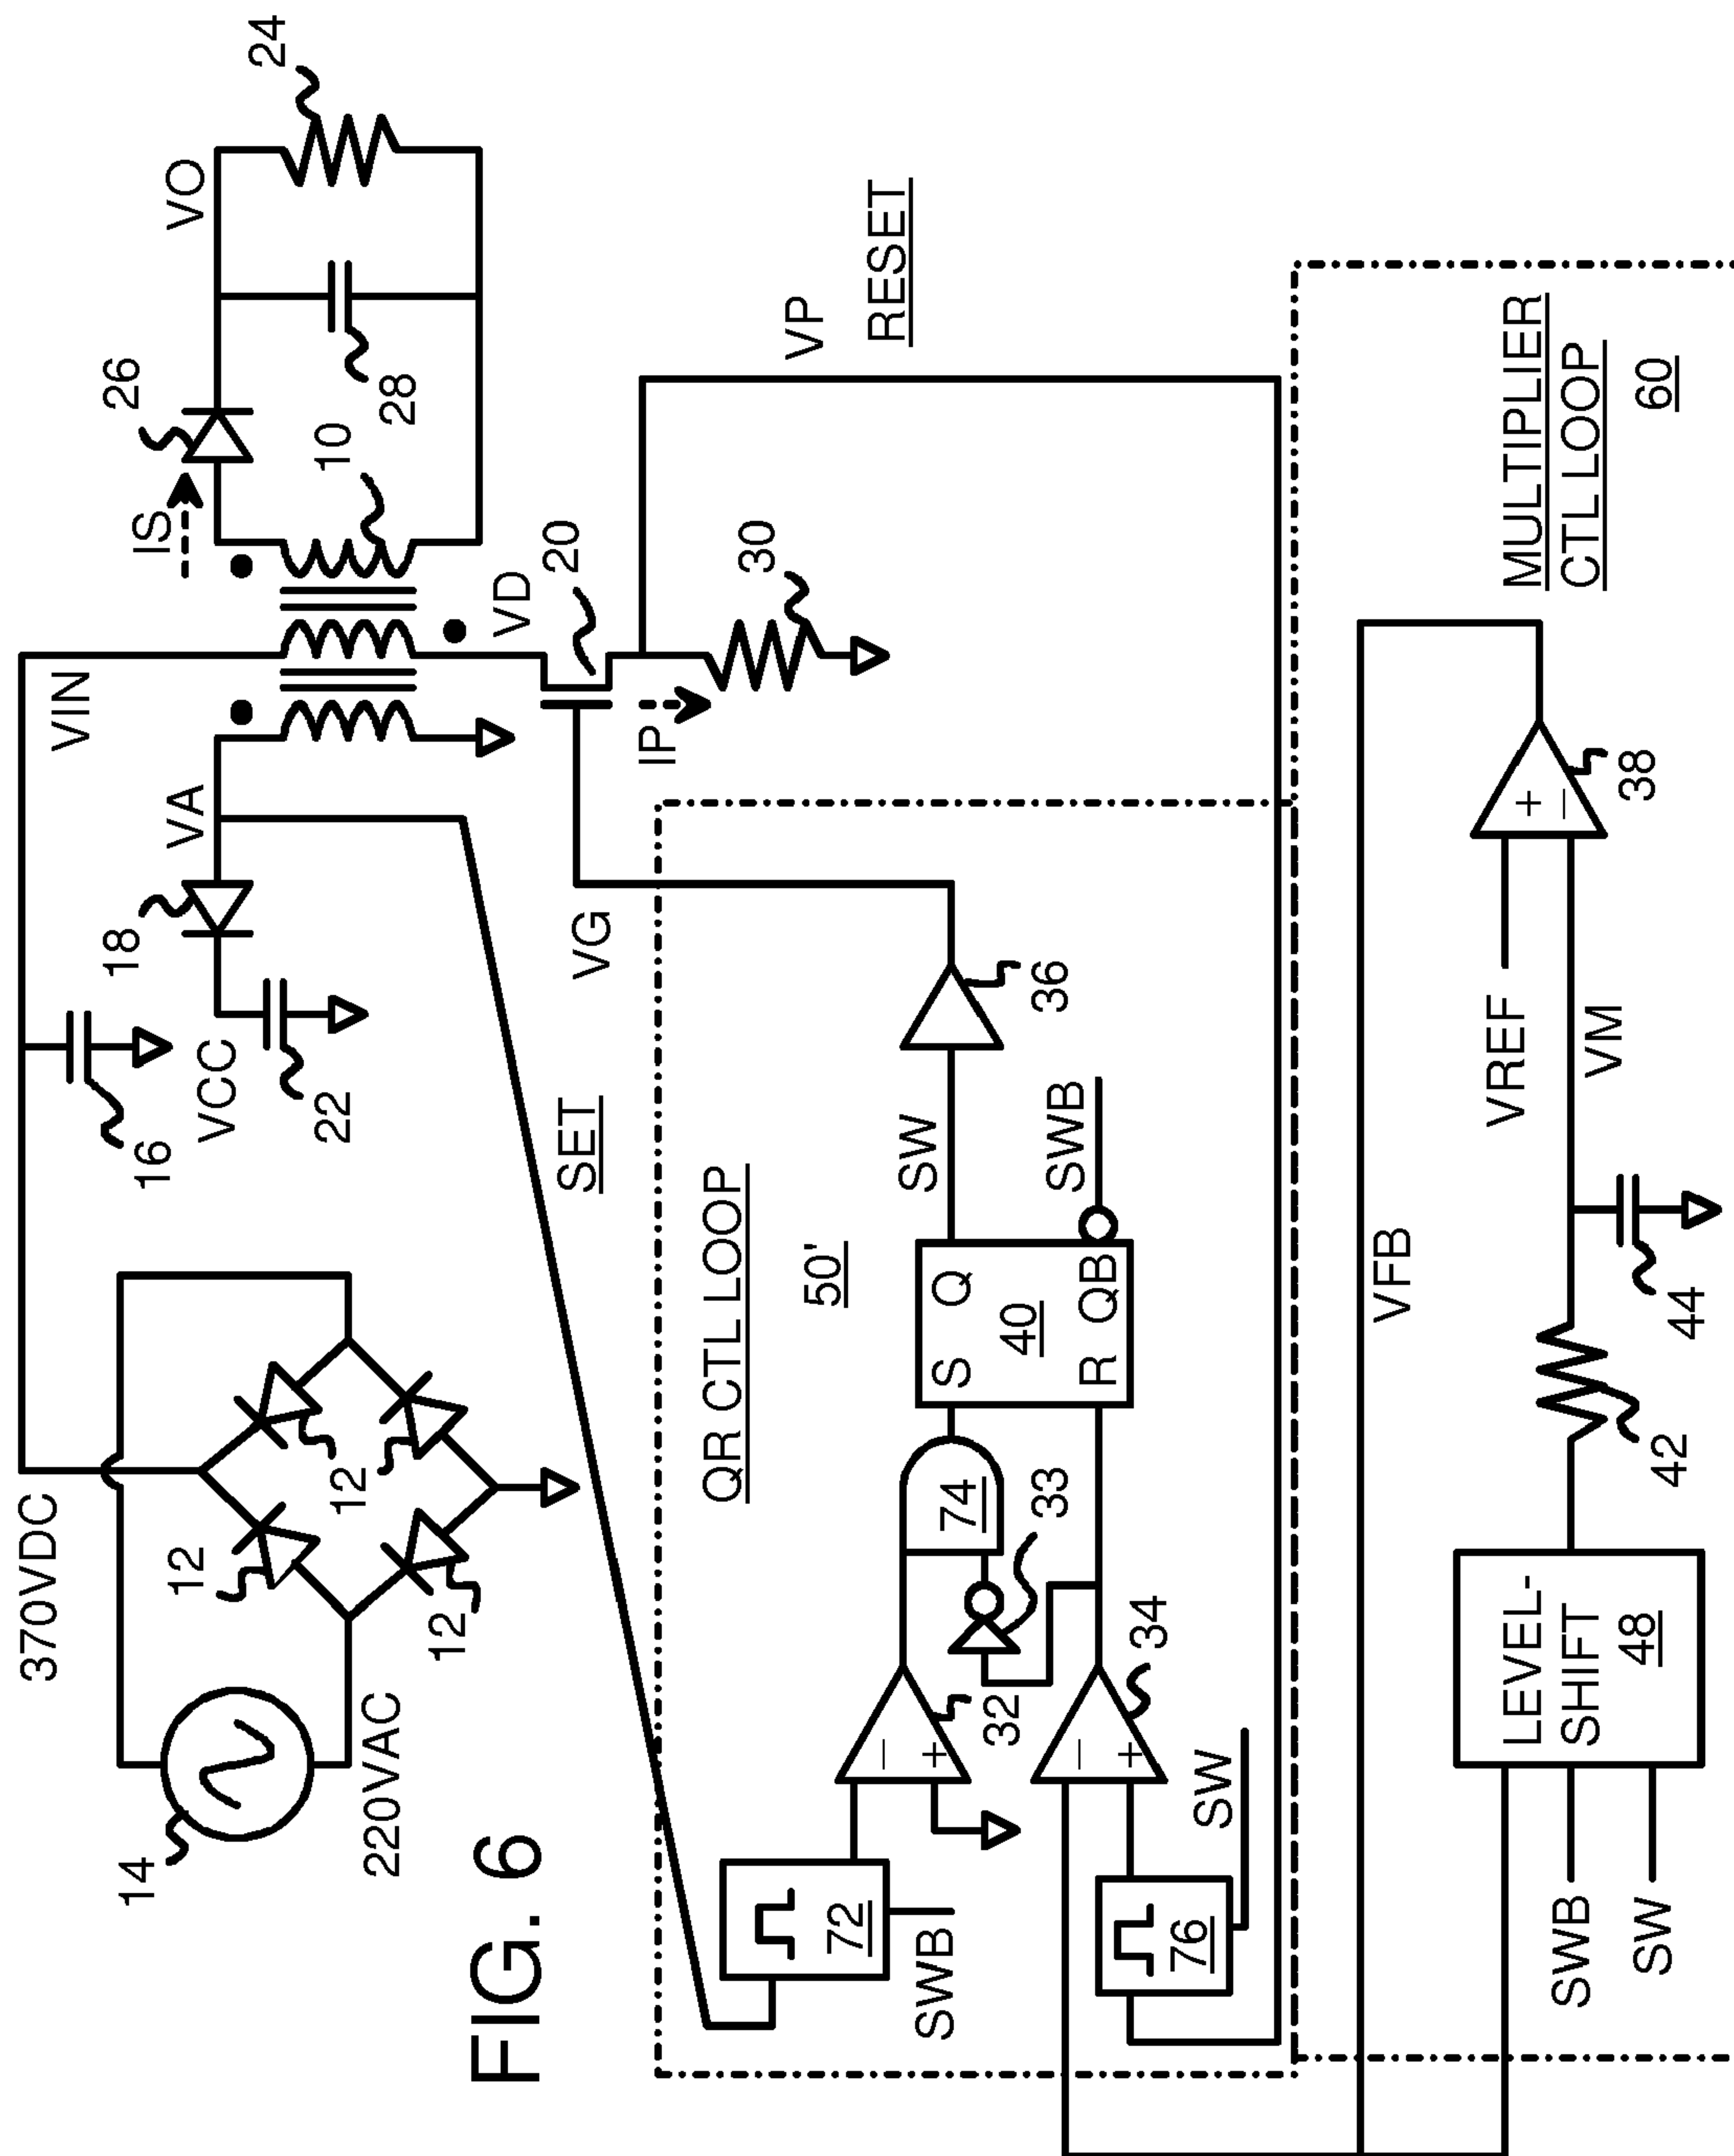 FIG. 6
14
220VAC
370VDC
12
12
12
12
16
VCC
22
18
VA
VIN
IS
26
VO
24
28
10
VD
20
30
IP
VG
SET
VP
RESET
QR CTL LOOP
50'
72
SWB
76
SW
32
33
34
74
S Q
40
R QB
SW
SWB
36
MULTIPLIER
CTL LOOP
60
VFB
VREF
VM
38
+
−
−
+
−
+
LEVEL-
SHIFT
48
SWB
SW
42
44